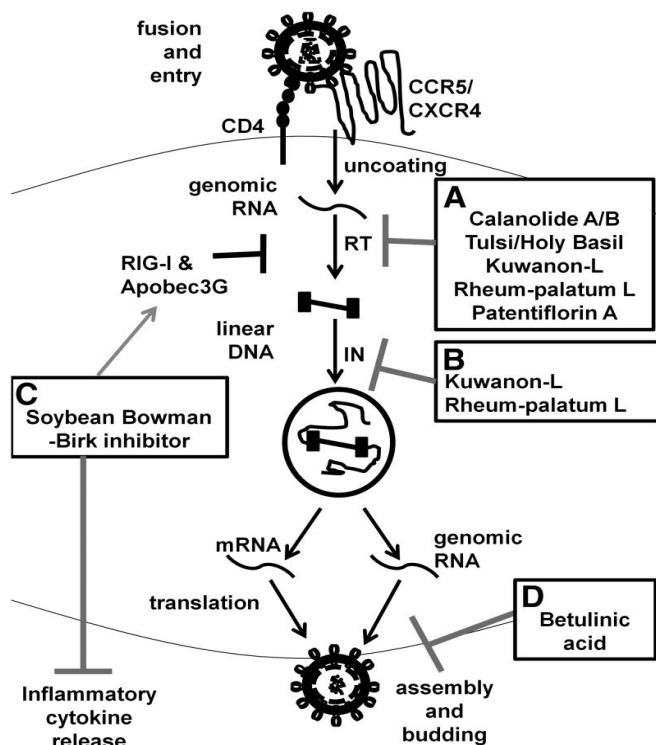 fusion
and
entry
CCR5/
CXCR4
CD4
uncoating
genomic
RNA
A
Calanolide A/B
Tulsi/Holy Basil
Kuwanon-L
Rheum-palatum L
Patentiflorin A
RT
RIG-I &
Apobec3G
linear
DNA
IN
B
Kuwanon-L
Rheum-palatum L
C
Soybean Bowman
-Birk inhibitor
mRNA
genomic
RNA
translation
D
Betulinic
acid
Inflammatory
cytokine
release
assembly
and
budding